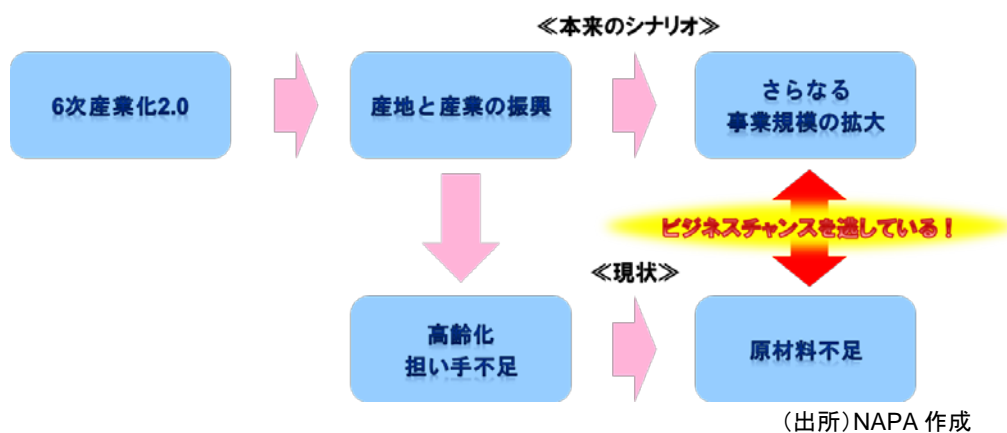 ≪本来のシナリオ≫
6次産業化2.0
産地と産業の振興
さらなる
事業規模の拡大
ビジネスチャンスを逃している!
≪現状≫
高齢化
担い手不足
原材料不足
(出所)NAPA 作成